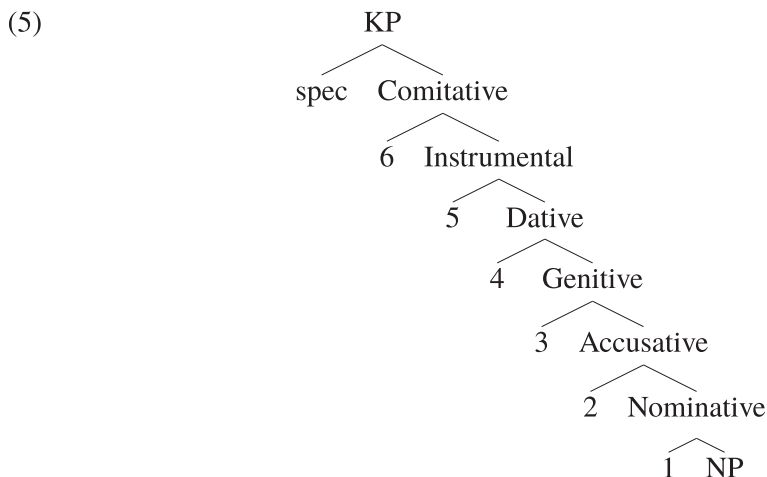 (5) KP
spec Comitative
6 Instrumental
5 Dative
4 Genitive
3 Accusative
2 Nominative
1 NP